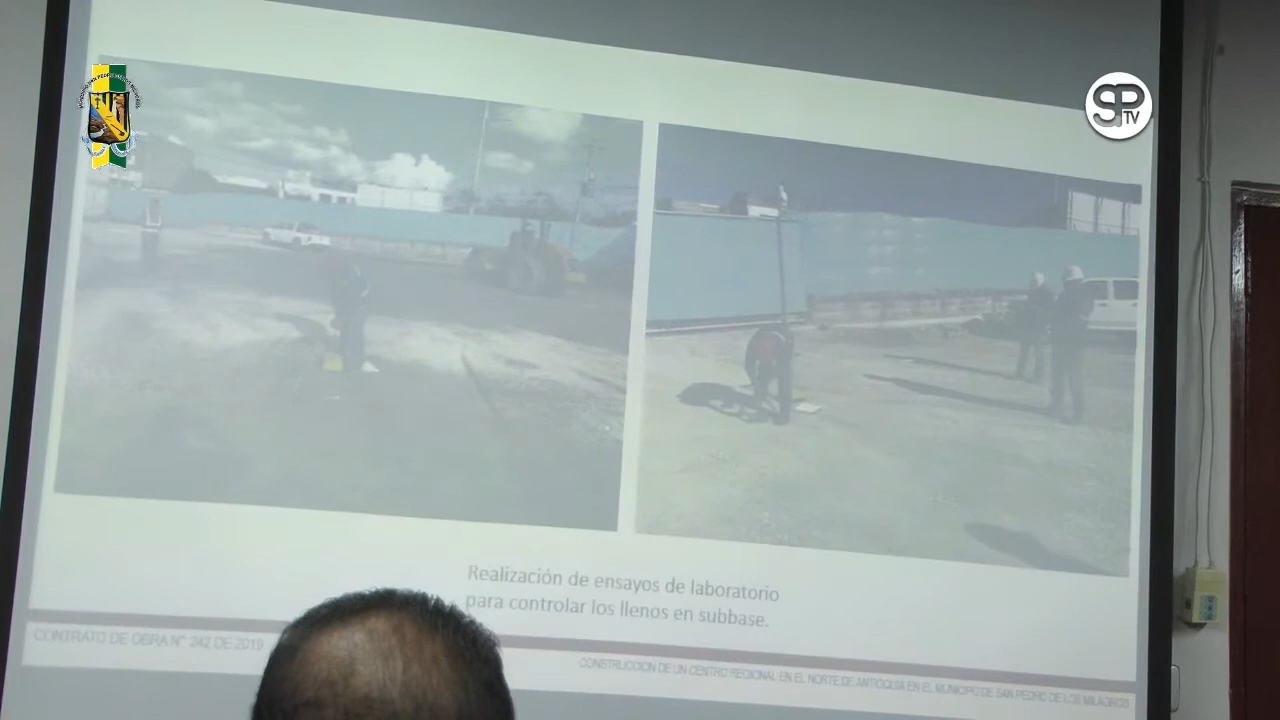 SP
TV
Realización de ensayos de laboratorio
para controlar los llenos en subbase.
CONTRATO DE OBRA N° 242 DE 2019
CONSTRUCCION DE UN CENTRO REGIONAL EN EL NORTE DE ANTIOQUIA EN EL MUNICIPIO DE SAN PEDRO DE LOS MILAGROS